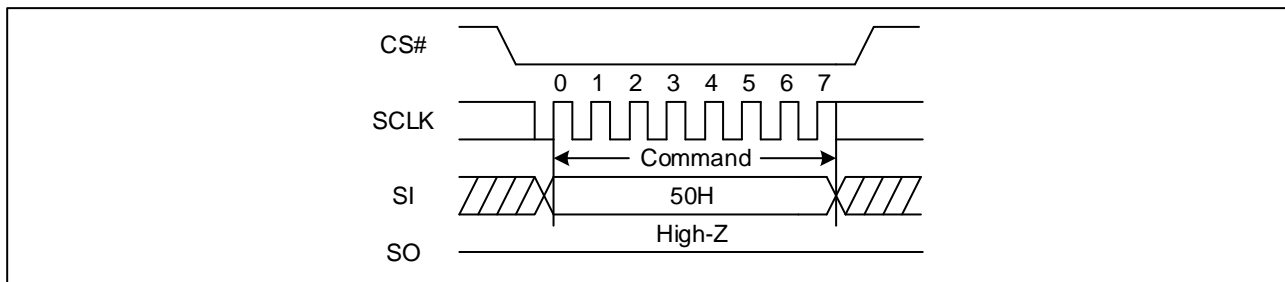 CS#
0 1 2 3 4 5 6 7
SCLK
Command
SI
50H
High-Z
SO